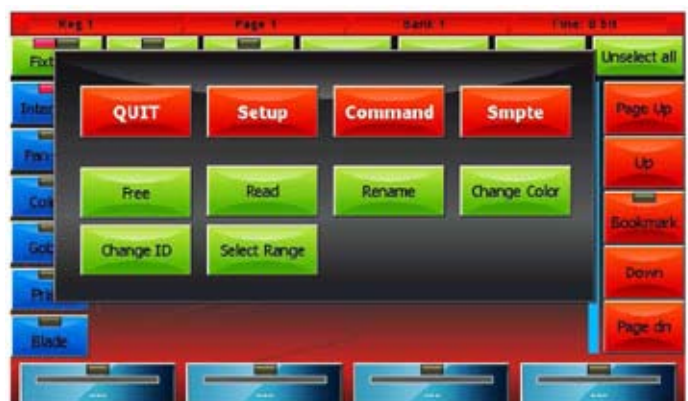 Page 1
Bank 1
Unselect all
QUIT
Setup
Command
Smpte
Page Up
Up
Free
Read
Rename
Change Color
Bookmark
Change ID
Select Range
Down
Page dn
Blade